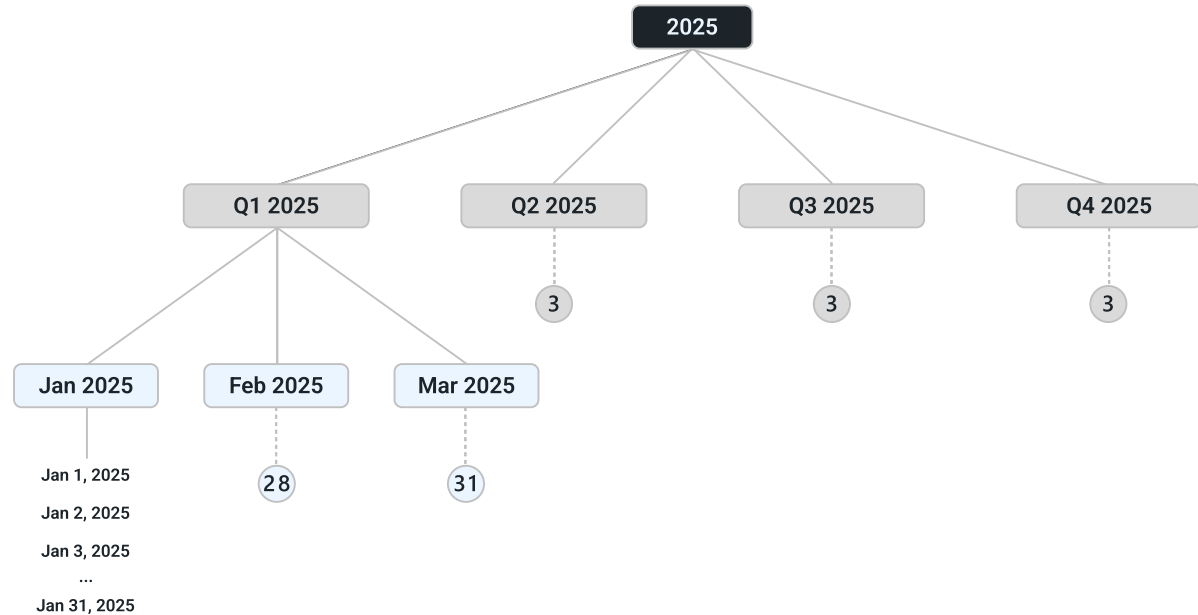 2025
Q1 2025
Q2 2025
Q3 2025
Q4 2025
3
3
3
Jan 2025
Feb 2025
Mar 2025
Jan 1, 2025
Jan 2, 2025
Jan 3, 2025
...
Jan 31, 2025
28
31